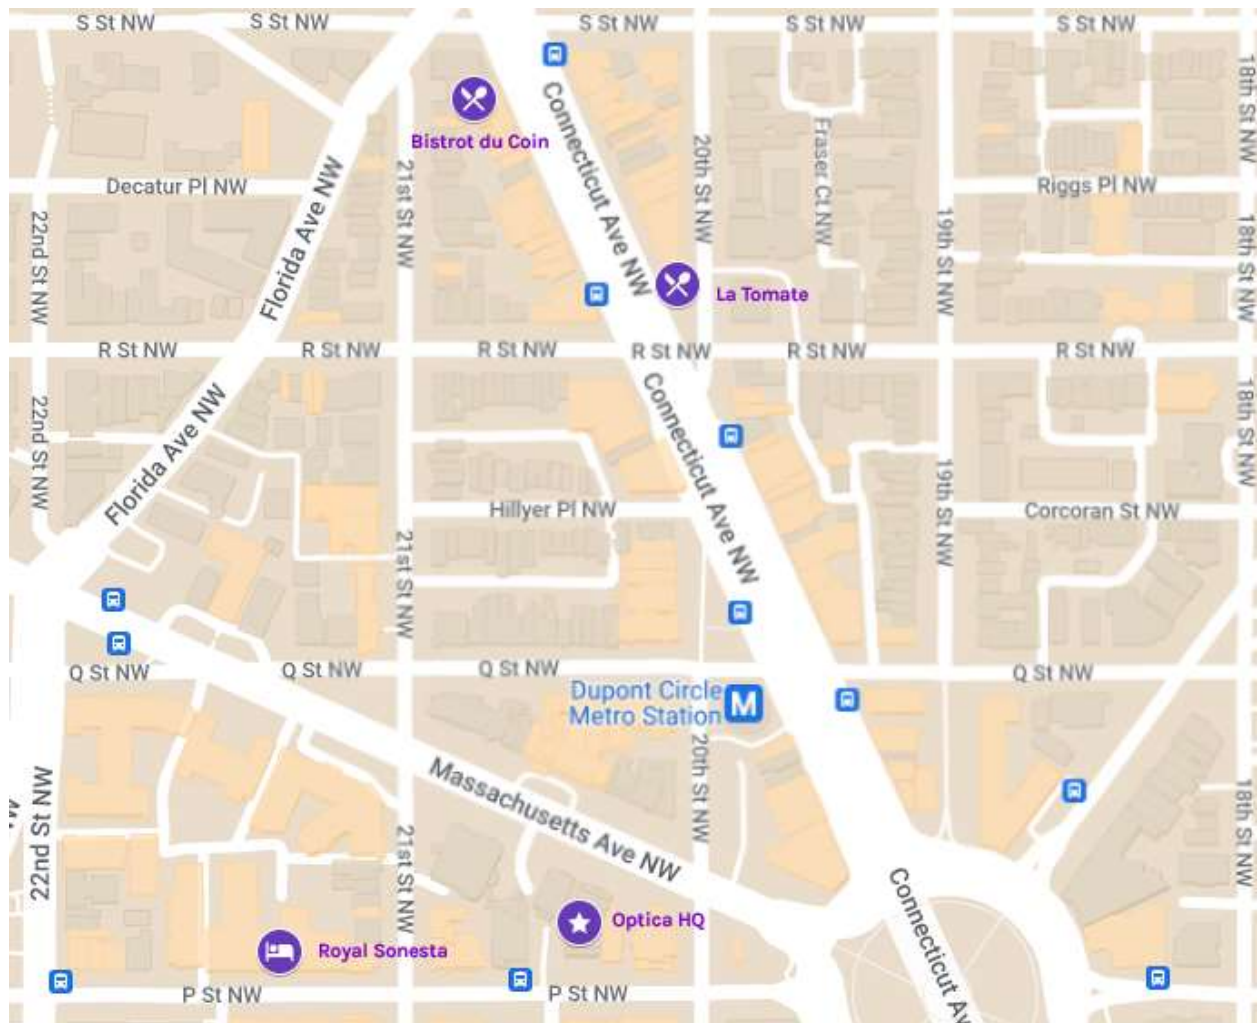 S St NW
S St NW
S St NW
S St NW
S St NW
18th St NW
Connecticut Ave NW
Bistrot du Coin
Fraser Ct NW
20th St NW
21st St NW
Florida Ave NW
Decatur Pl NW
Riggs Pl NW
22nd St NW
19th St NW
18th St NW
La Tomate
R St NW
R St NW
R St NW
R St NW
R St NW
R St NW
22nd St NW
Florida Ave NW
Connecticut Ave NW
18th St NW
19th St NW
Hillyer Pl NW
Corcoran St NW
21st St NW
Q St NW
Q St NW
Q St NW
Q St NW
Dupont Circle
Metro Station
M
20th St NW
Massachusetts Ave NW
22nd St NW
21st St NW
18th St NW
Connecticut Av
Optica HQ
Royal Sonesta
P St NW
P St NW